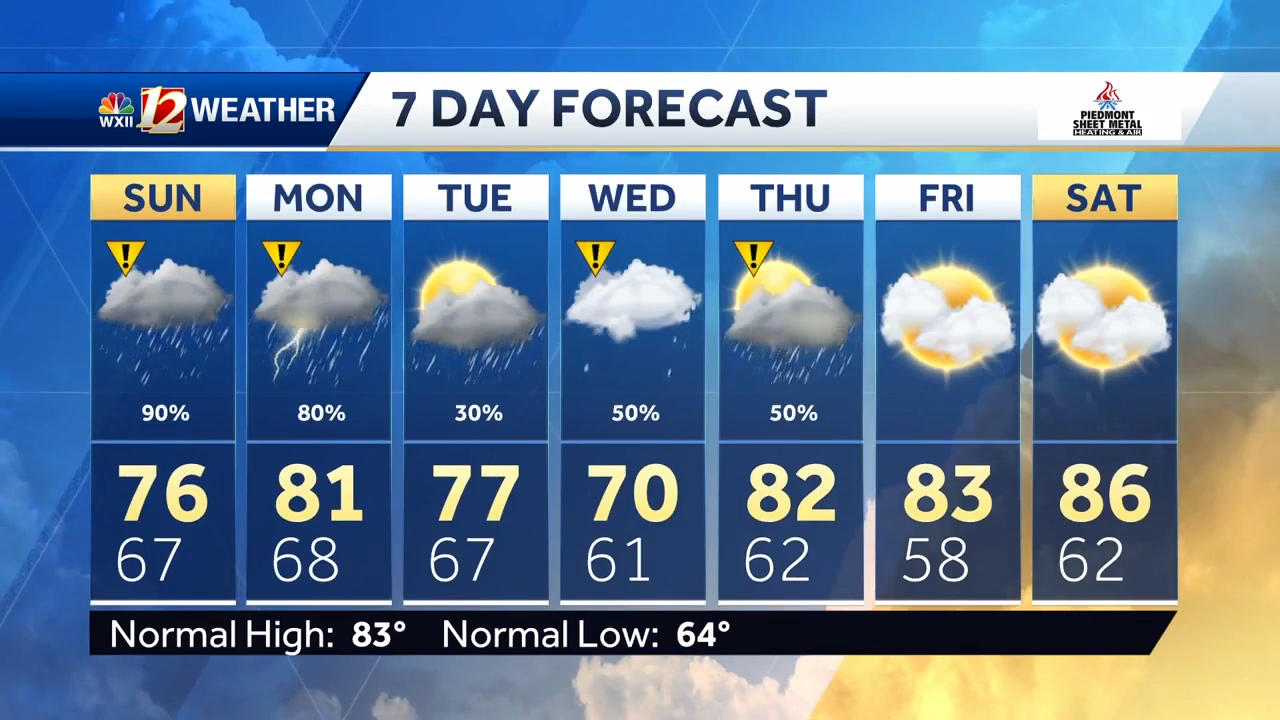 WXII 12 WEATHER
7 DAY FORECAST
PIEDMONT
SHEET METAL
HEATING & AIR
SUN MON TUE WED THU FRI SAT
! ! ! !
90% 80% 30% 50% 50%
76 81 77 70 82 83 86
67 68 67 61 62 58 62
Normal High: 83° Normal Low: 64°